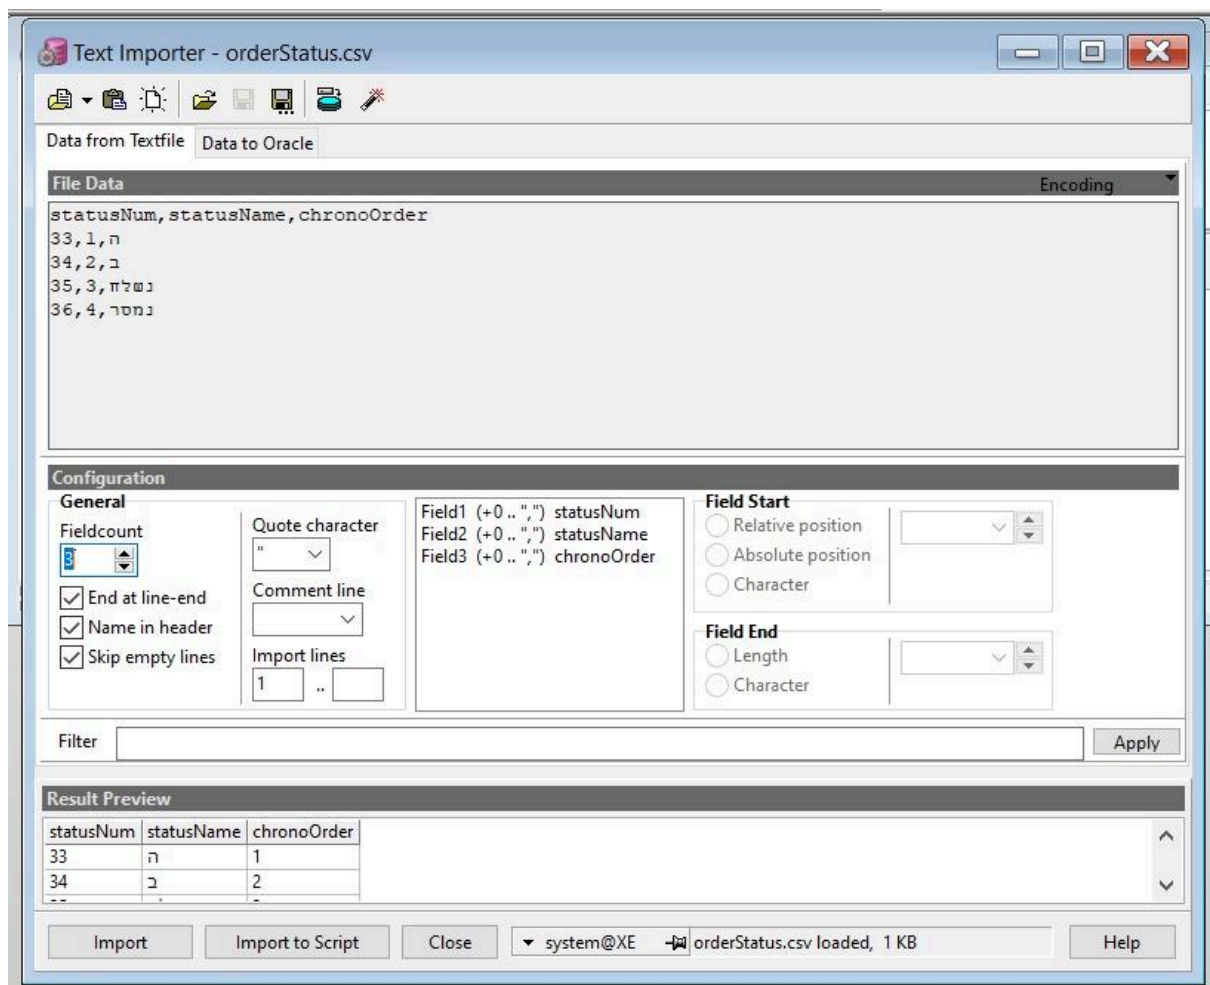 Text Importer - orderStatus.csv
Data from Textfile Data to Oracle
File Data Encoding
statusNum,statusName,chronoOrder
33,1,ה
34,2,ב
35,3,נשלח
36,4,נמסר
Configuration
General
Fieldcount
3
End at line-end
Name in header
Skip empty lines
Quote character
"
Comment line
Import lines
1 ..
Field1 (+0 .. ",") statusNum
Field2 (+0 .. ",") statusName
Field3 (+0 .. ",") chronoOrder
Field Start
Relative position
Absolute position
Character
Field End
Length
Character
Filter Apply
Result Preview
statusNum statusName chronoOrder
33 ה 1
34 ב 2
Import Import to Script Close system@XE orderStatus.csv loaded, 1 KB Help